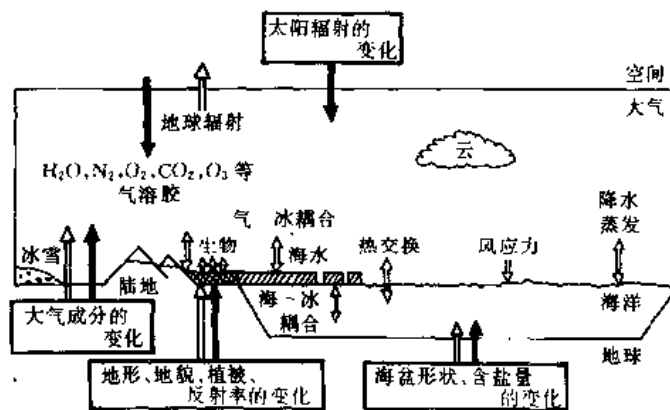 太阳辐射的
变化
空间
大气
地球辐射
云
H₂O,N₂,O₂,CO₂,O₃ 等
气溶胶
气 冰耦合
降水
蒸发
冰雪
生物
海水
热交换
风应力
陆地
海-冰
耦合
海洋
大气成分的
变化
地球
地形、地貌、植被、
反射率的变化
海盆形状、含盐量
的变化